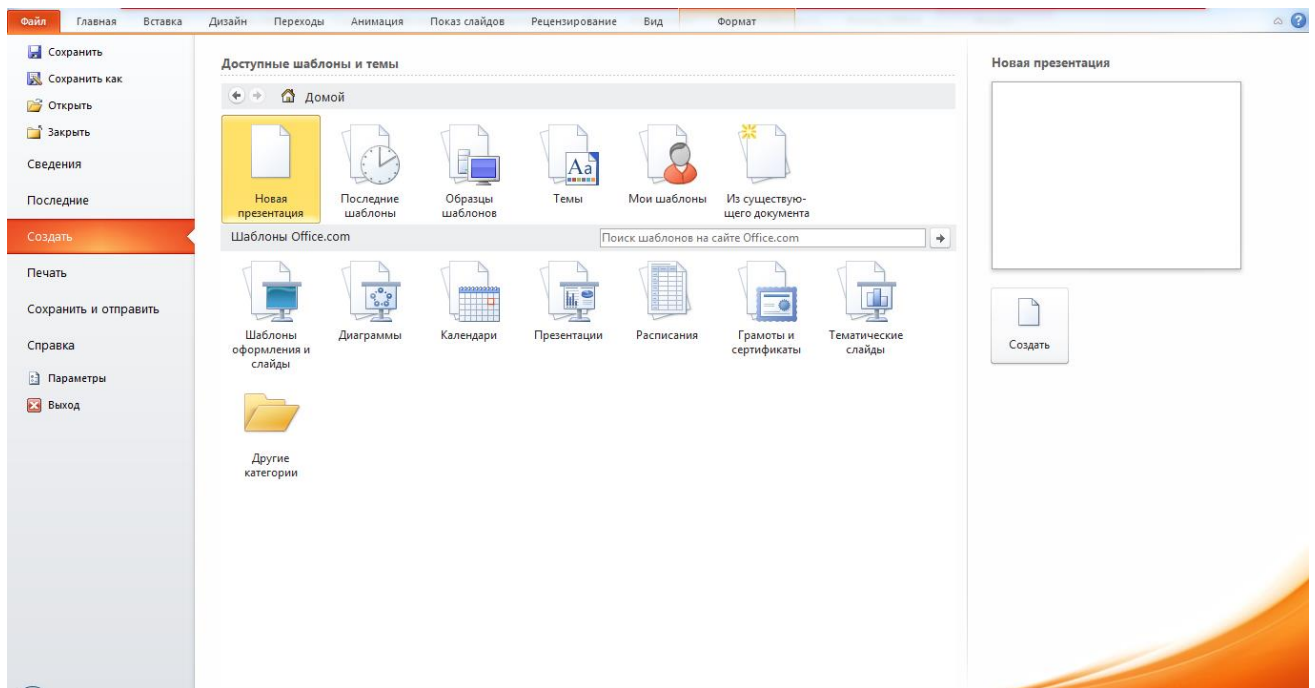 Файл Главная Вставка Дизайн Переходы Анимация Показ слайдов Рецензирование Вид Формат
Сохранить
Сохранить как
Открыть
Закрыть
Сведения
Последние
Создать
Печать
Сохранить и отправить
Справка
Параметры
Выход
Доступные шаблоны и темы
Домой
Новая
презентация
Последние
шаблоны
Образцы
шаблонов
Темы
Aa
Мои шаблоны
Из существую-
щего документа
Шаблоны Office.com
Поиск шаблонов на сайте Office.com
Шаблоны
оформления и
слайды
Диаграммы
Календари
Презентации
Расписания
Грамоты и
сертификаты
Тематические
слайды
Другие
категории
Новая презентация
Создать